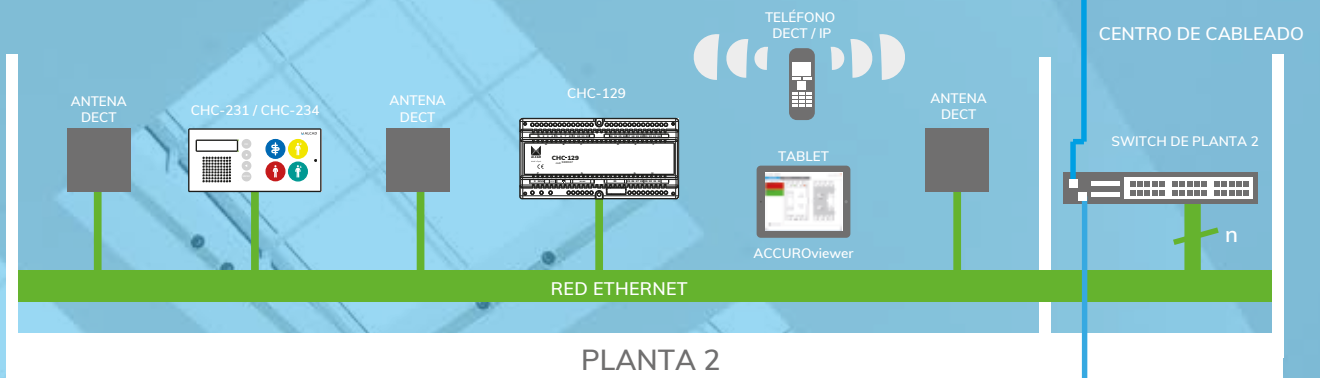 TELÉFONO
DECT / IP
CENTRO DE CABLEADO
ANTENA
DECT
CHC-231 / CHC-234
ANTENA
DECT
CHC-129
ANTENA
DECT
SWITCH DE PLANTA 2
TABLET
CHC-129
ACCUROviewer
n
RED ETHERNET
PLANTA 2